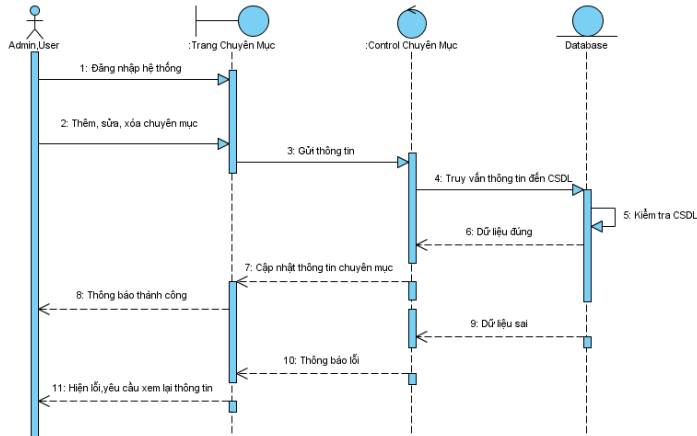 Admin,User
:Trang Chuyên Mục
:Control Chuyên Mục
Database
1: Đăng nhập hệ thống
2: Thêm, sửa, xóa chuyên mục
3: Gửi thông tin
4: Truy vấn thông tin đến CSDL
5: Kiểm tra CSDL
6: Dữ liệu đúng
7: Cập nhật thông tin chuyên mục
8: Thông báo thành công
9: Dữ liệu sai
10: Thông báo lỗi
11: Hiện lỗi,yêu cầu xem lại thông tin